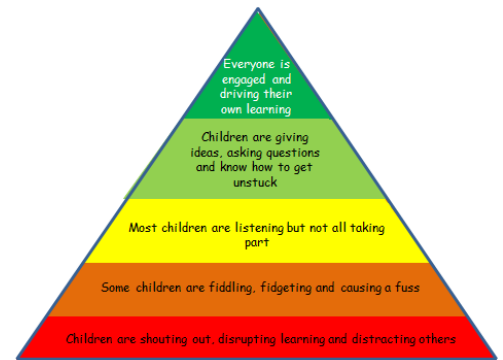 Everyone is
engaged and
driving their
own learning
Children are giving
ideas, asking questions
and know how to get
unstuck
Most children are listening but not all taking
part
Some children are fiddling, fidgeting and causing a fuss
Children are shouting out, disrupting learning and distracting others